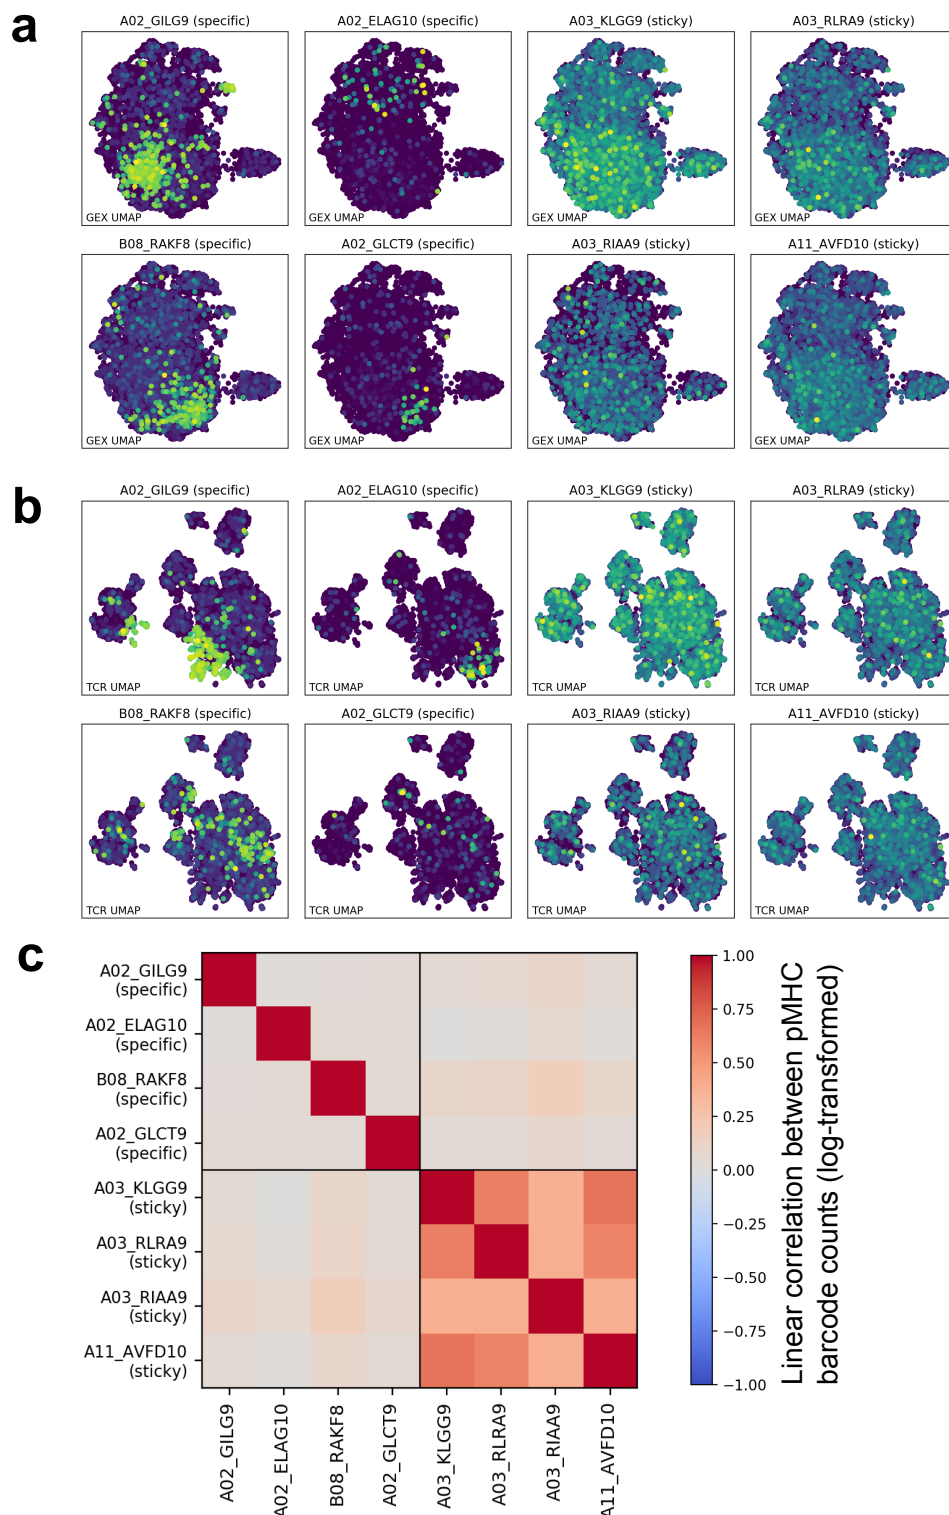 a
A02_GILG9 (specific)
A02_ELAG10 (specific)
A03_KLGG9 (sticky)
A03_RLRA9 (sticky)
GEX UMAP
GEX UMAP
GEX UMAP
GEX UMAP
B08_RAKF8 (specific)
A02_GLCT9 (specific)
A03_RIAA9 (sticky)
A11_AVFD10 (sticky)
GEX UMAP
GEX UMAP
GEX UMAP
GEX UMAP
b
A02_GILG9 (specific)
A02_ELAG10 (specific)
A03_KLGG9 (sticky)
A03_RLRA9 (sticky)
TCR UMAP
TCR UMAP
TCR UMAP
TCR UMAP
B08_RAKF8 (specific)
A02_GLCT9 (specific)
A03_RIAA9 (sticky)
A11_AVFD10 (sticky)
TCR UMAP
TCR UMAP
TCR UMAP
TCR UMAP
c
A02_GILG9
(specific)
A02_ELAG10
(specific)
B08_RAKF8
(specific)
A02_GLCT9
(specific)
A03_KLGG9
(sticky)
A03_RLRA9
(sticky)
A03_RIAA9
(sticky)
A11_AVFD10
(sticky)
A02_GILG9
A02_ELAG10
B08_RAKF8
A02_GLCT9
A03_KLGG9
A03_RLRA9
A03_RIAA9
A11_AVFD10
1.00
0.75
0.50
0.25
0.00
−0.25
−0.50
−0.75
−1.00
Linear correlation between pMHC
barcode counts (log-transformed)